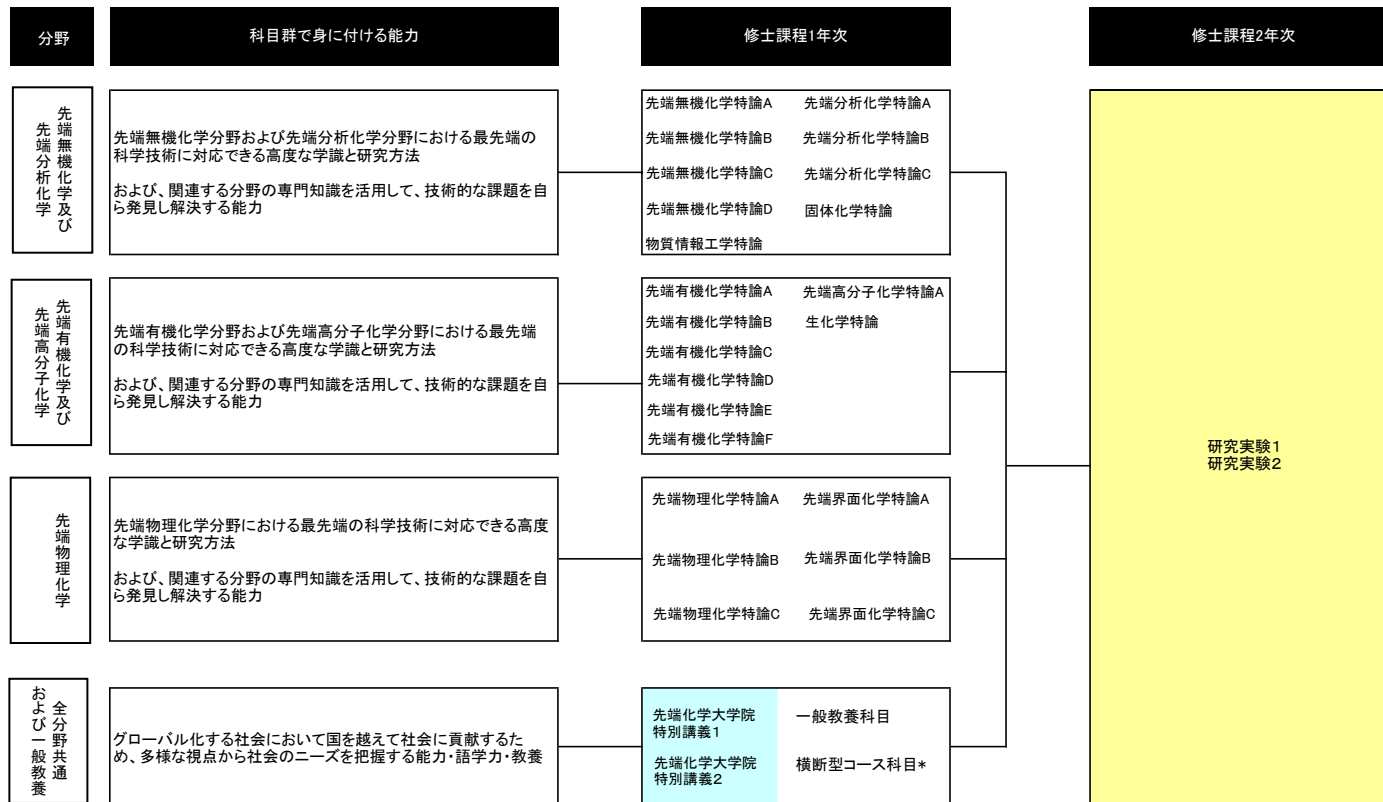 分野
科目群で身に付ける能力
修士課程1年次
修士課程2年次
先端無機化学及び
先端分析化学
先端無機化学分野および先端分析化学分野における最先端の
科学技術に対応できる高度な学識と研究方法
および、関連する分野の専門知識を活用して、技術的な課題を自
ら発見し解決する能力
先端無機化学特論A
先端分析化学特論A
先端無機化学特論B
先端分析化学特論B
先端無機化学特論C
先端分析化学特論C
先端無機化学特論D
固体化学特論
物質情報工学特論
先端有機化学及び
先端高分子化学
先端有機化学分野および先端高分子化学分野における最先端
の科学技術に対応できる高度な学識と研究方法
および、関連する分野の専門知識を活用して、技術的な課題を自
ら発見し解決する能力
先端有機化学特論A
先端高分子化学特論A
先端有機化学特論B
生化学特論
先端有機化学特論C
先端有機化学特論D
先端有機化学特論E
先端有機化学特論F
先端物理化学
先端物理化学分野における最先端の科学技術に対応できる高度
な学識と研究方法
および、関連する分野の専門知識を活用して、技術的な課題を自
ら発見し解決する能力
先端物理化学特論A
先端界面化学特論A
先端物理化学特論B
先端界面化学特論B
先端物理化学特論C
先端界面化学特論C
全分野共通
および一般教養
グローバル化する社会において国を越えて社会に貢献するた
め、多様な視点から社会のニーズを把握する能力・語学力・教養
先端化学大学院
特別講義1
一般教養科目
先端化学大学院
特別講義2
横断型コース科目*
研究実験1
研究実験2